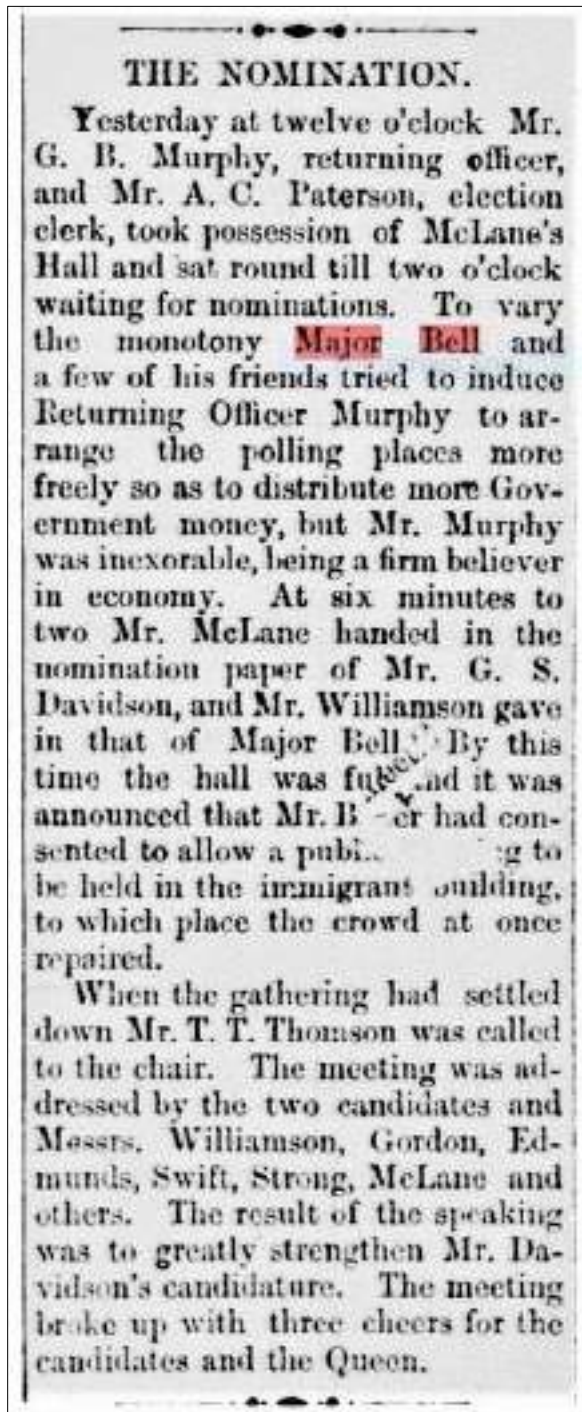 THE NOMINATION.
Yesterday at twelve o'clock Mr.
G. B. Murphy, returning officer,
and Mr. A. C. Paterson, election
clerk, took possession of McLane's
Hall and sat round till two o'clock
waiting for nominations. To vary
the monotony Major Bell and
a few of his friends tried to induce
Returning Officer Murphy to ar-
range the polling places more
freely so as to distribute more Gov-
ernment money, but Mr. Murphy
was inexorable, being a firm believer
in economy. At six minutes to
two Mr. McLane handed in the
nomination paper of Mr. G. S.
Davidson, and Mr. Williamson gave
in that of Major Bell. By this
time the hall was it was
announced that Mr. had con-
sented to allow a to
be held in the immigrant building,
to which place the crowd at once
repaired.
When the gathering had settled
down Mr. T. T. Thomson was called
to the chair. The meeting was ad-
dressed by the two candidates and
Messrs. Williamson, Gordon, Ed-
munds, Swift, Strong, McLane and
others. The result of the speaking
was to greatly strengthen Mr. Da-
vidson's candidature. The meeting
broke up with three cheers for the
candidates and the Queen.